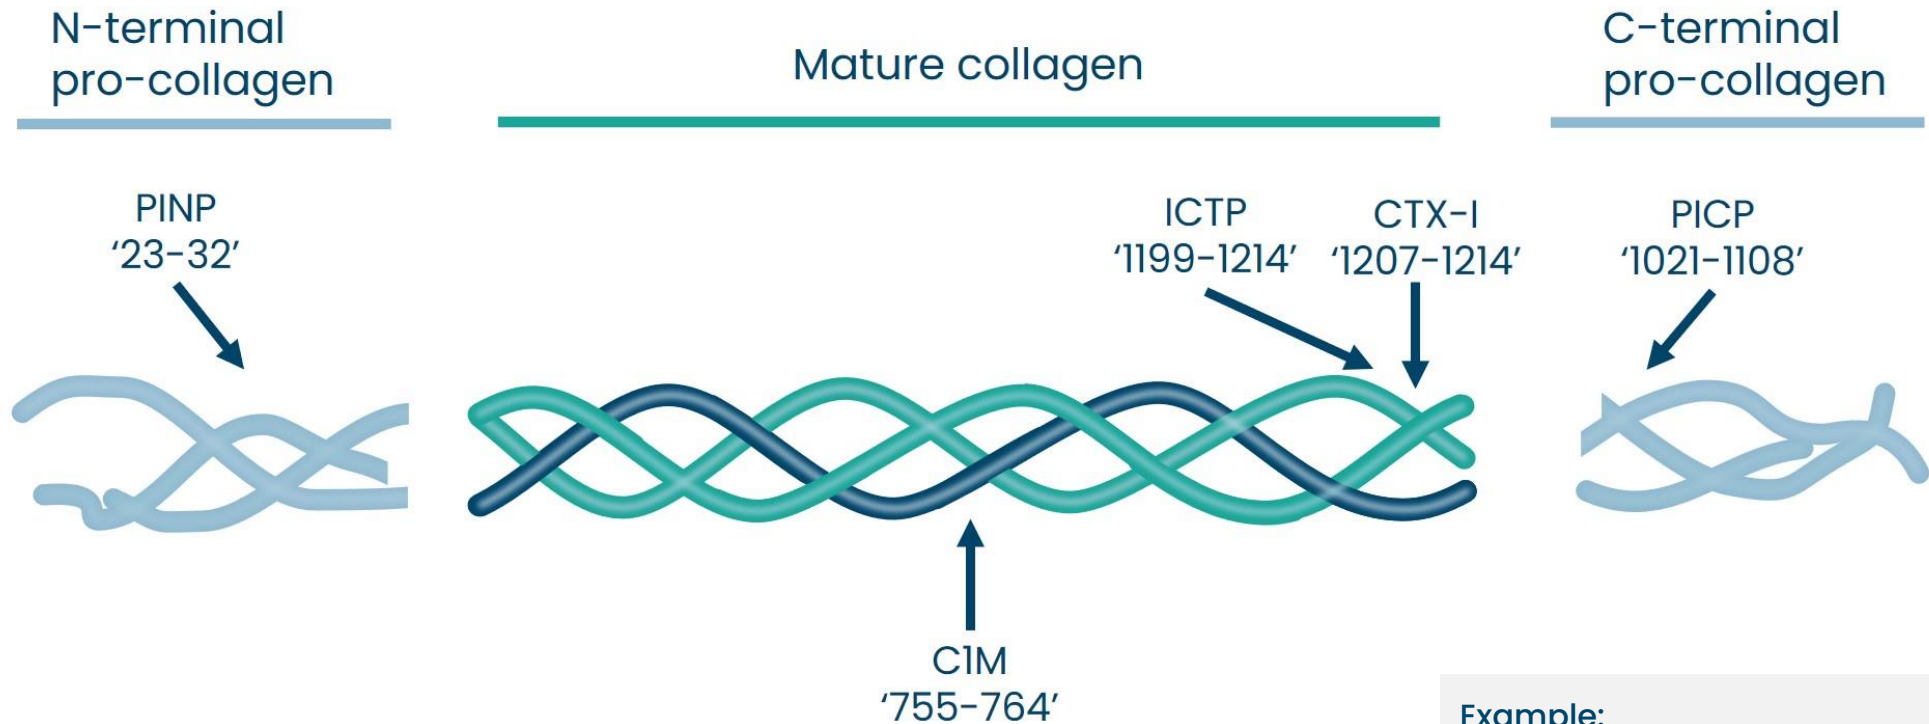 N-terminal
pro-collagen
Mature collagen
C-terminal
pro-collagen
PINP
‘23-32’
ICTP
‘1199-1214’
CTX-I
‘1207-1214’
PICP
‘1021-1108’
C1M
‘755-764’
Example: